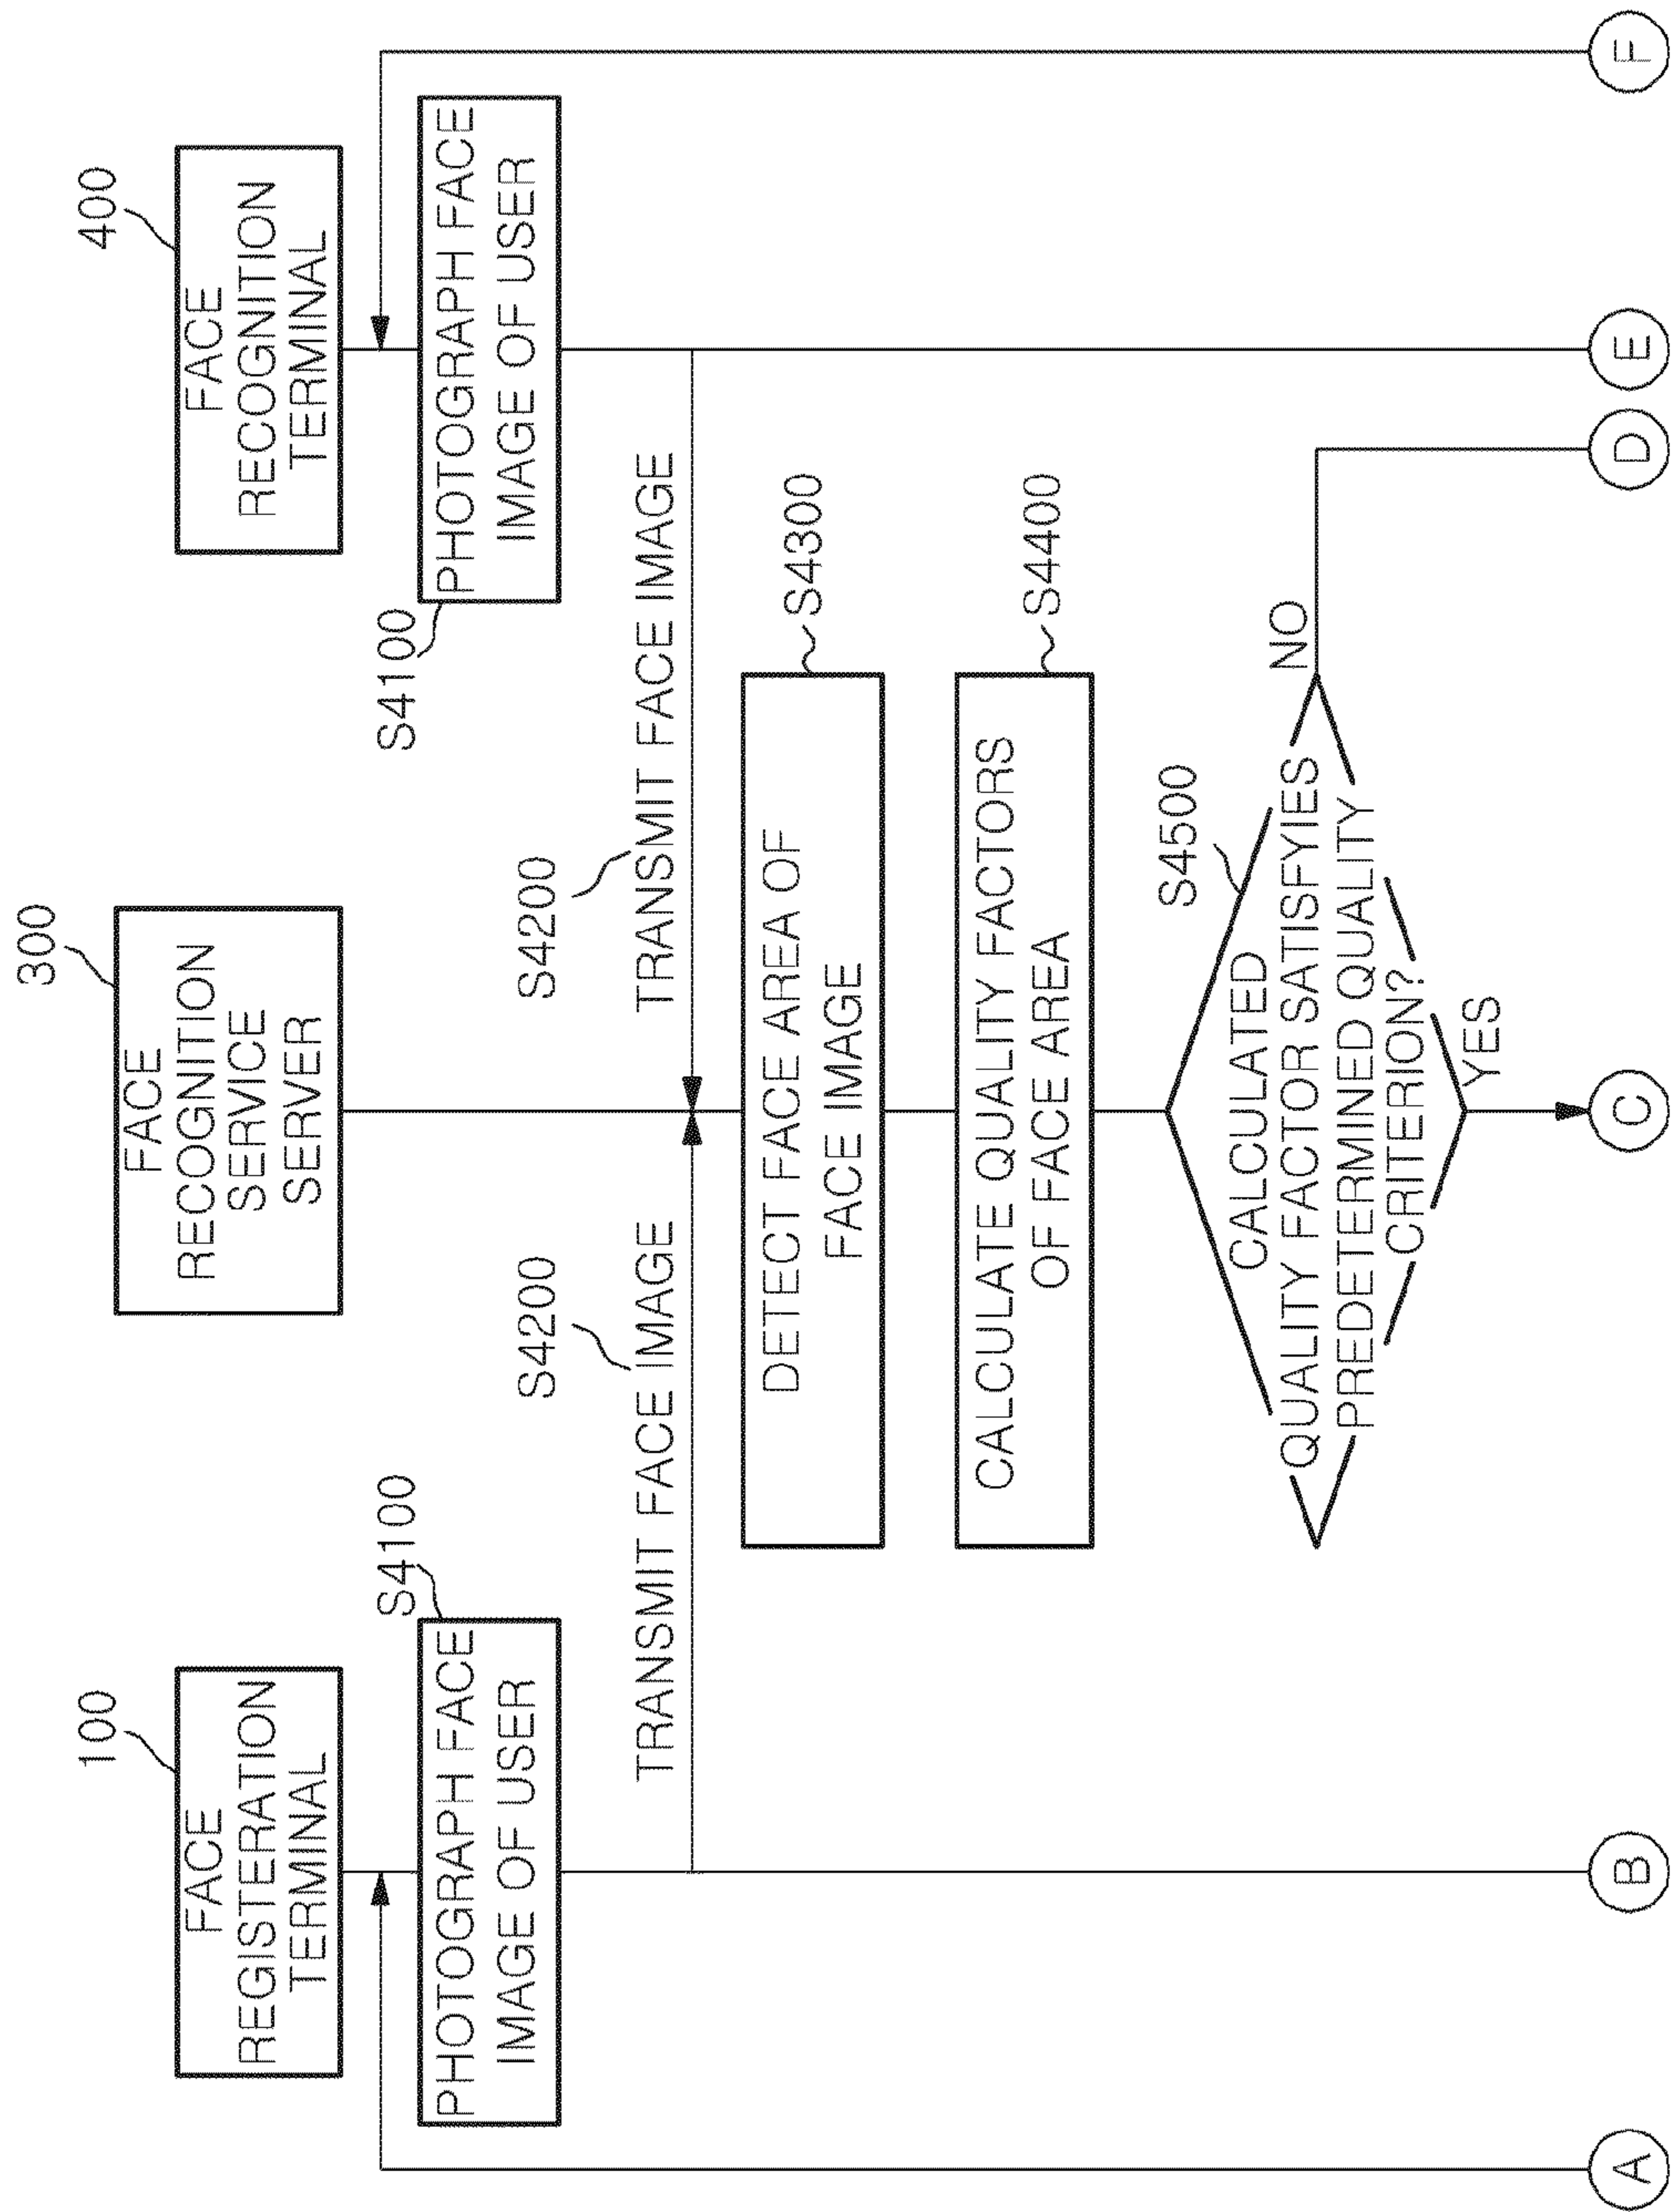 100
FACE
REGISTERATION
TERMINAL
300
FACE
RECOGNITION
SERVICE
SERVER
400
FACE
RECOGNITION
TERMINAL
S4100
PHOTOGRAPH FACE
IMAGE OF USER
S4100
PHOTOGRAPH FACE
IMAGE OF USER
S4200
TRANSMIT FACE IMAGE
S4200
TRANSMIT FACE IMAGE
DETECT FACE AREA OF
FACE IMAGE
S4300
CALCULATE QUALITY FACTORS
OF FACE AREA
S4400
S4500
CALCULATED
QUALITY FACTOR SATISFYIES
PREDETERMINED QUALITY
CRITERION?
NO
YES
A
B
C
D
E
F